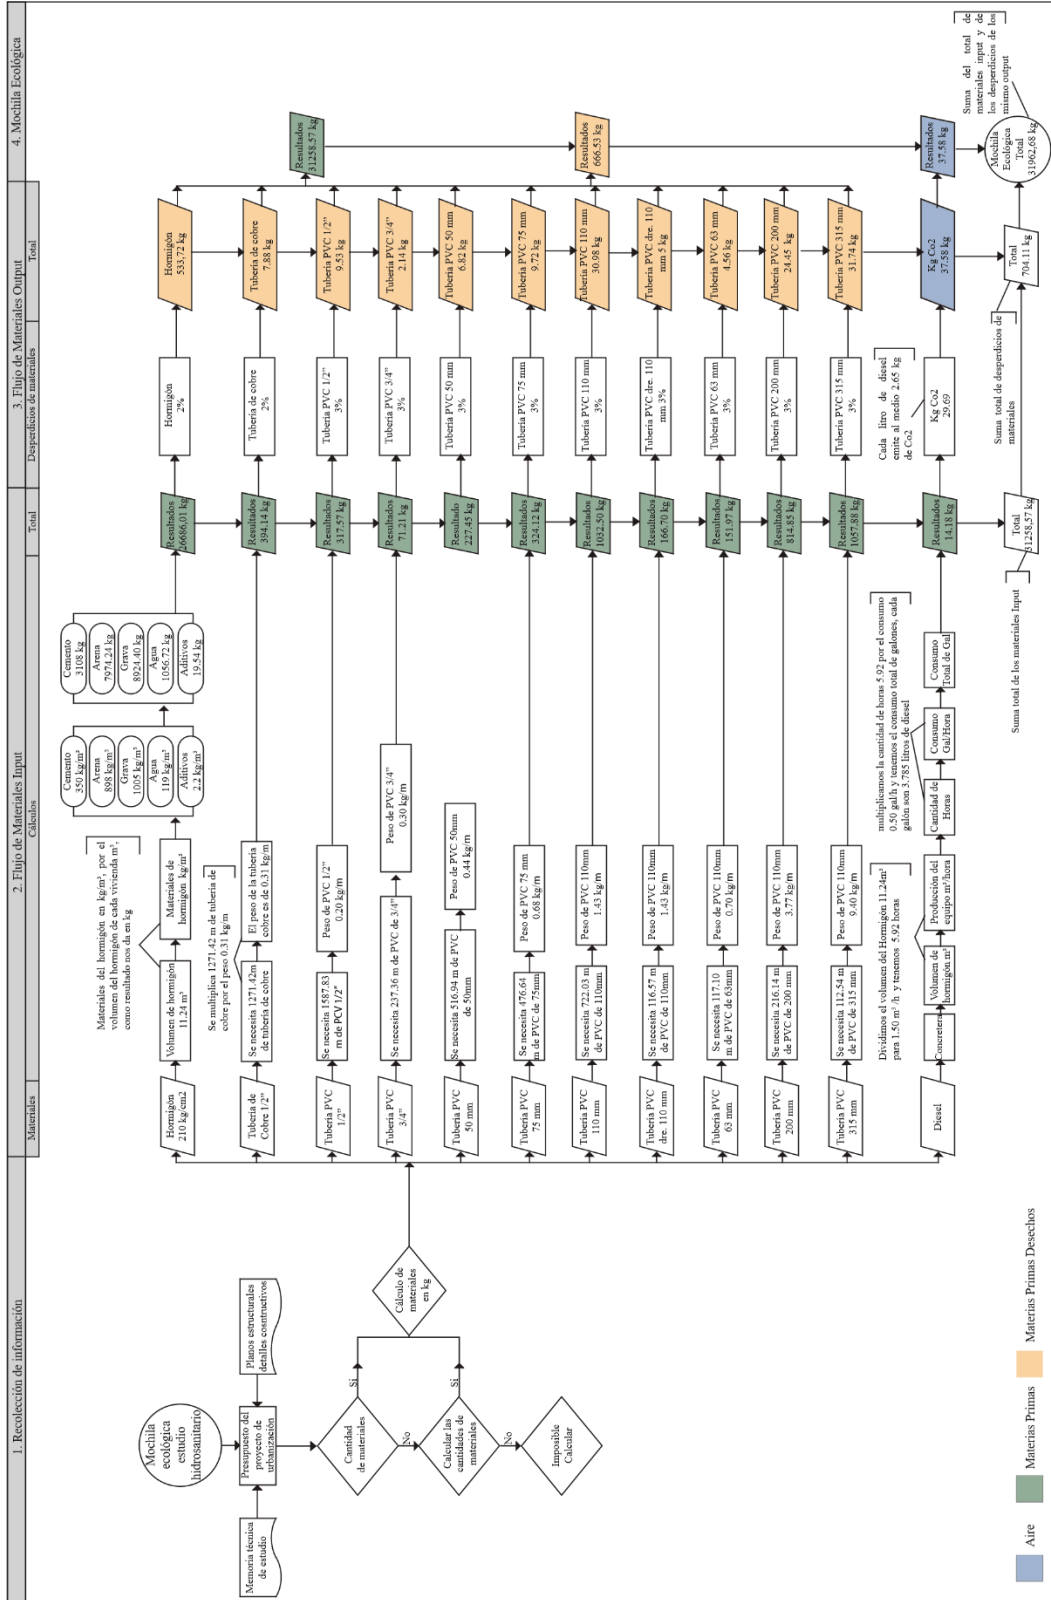 1. Recolección de información
2. Flujo de Materiales Input
3. Flujo de Materiales Output
4. Mochila Ecológica
Materiales
Cálculos
Total
Desperdicios de materiales
Total
Mochila
ecológica
estudio
hidrosanitario
Memoria técnica
de estudio
Presupuesto del
proyecto de
urbanización
Planos estructurales
detalles cosntructivos
Cantidad
de materiales
Si
No
Calcular las
cantidades de
materiales
Si
No
Imposible
Calcular
Cálculo de
materiales
en kg
Hormigón
210 kg/cm2
Volumen de hormigón
11.24 m³
Materiales de
hormigón kg/m³
Materiales del hormigón en kg/m³, por el
volumen del hormigón de cada vivienda m³,
como resultado nos da en kg
Cemento
350 kg/m³
Arena
898 kg/m³
Grava
1005 kg/m³
Agua
119 kg/m³
Aditivos
2.2 kg/m³
Cemento
3108 kg
Arena
7974.24 kg
Grava
8924.40 kg
Agua
1056.72 kg
Aditivos
19.54 kg
Resultados
26686,01 kg
Hormigón
2%
Hormigón
533,72 kg
Tubería de
Cobre 1/2"
Se necesita 1271.42m
de tubería de cobre
El peso de la tubería
cobre es de 0.31 kg/m
Se multiplica 1271.42 m de tubería de
cobre por el peso 0.31 kg/m
Resultados
394.14 kg
Tubería de cobre
2%
Tubería de cobre
7.88 kg
Tubería PVC
1/2"
Se necesita 1587.83
m de PCV 1/2"
Peso de PVC 1/2"
0.20 kg/m
Resultados
317.57 kg
Tubería PVC 1/2"
3%
Tubería PVC 1/2"
9.53 kg
Tubería PVC
3/4"
Se necesita 237.36 m de PVC de 3/4"
Peso de PVC 3/4"
0.30 kg/m
Resultados
71.21 kg
Tubería PVC 3/4"
3%
Tubería PVC 3/4"
2.14 kg
Tubería PVC
50 mm
Se necesita 516.94 m de PVC
de 50mm
Peso de PVC 50mm
0.44 kg/m
Resultado
227.45 kg
Tubería PVC 50 mm
3%
Tubería PVC 50 mm
6.82 kg
Tubería PVC
75 mm
Se necesita 476.64
m de PVC de 75mm
Peso de PVC 75 mm
0.68 kg/m
Resultados
324.12 kg
Tubería PVC 75 mm
3%
Tubería PVC 75 mm
9.72 kg
Tubería PVC
110 mm
Se necesita 722.03 m
de PVC de 110mm
Peso de PVC 110mm
1.43 kg/m
Resultados
1032.50 kg
Tubería PVC 110 mm
3%
Tubería PVC 110 mm
30.98 kg
Tubería PVC
dre. 110 mm
Se necesita 116.57 m
de PVC de 110mm
Peso de PVC 110mm
1.43 kg/m
Resultados
166.70 kg
Tubería PVC dre. 110
mm 3%
Tubería PVC dre. 110
mm 5 kg
Tubería PVC
63 mm
Se necesita 117.10
m de PVC de 63mm
Peso de PVC 110mm
0.70 kg/m
Resultados
151.97 kg
Tubería PVC 63 mm
3%
Tubería PVC 63 mm
4.56 kg
Tubería PVC
200 mm
Se necesita 216.14 m
de PVC de 200 mm
Peso de PVC 110mm
3.77 kg/m
Resultados
814.85 kg
Tubería PVC 200 mm
3%
Tubería PVC 200 mm
24.45 kg
Tubería PVC
315 mm
Se necesita 112.54 m
de PVC de 315 mm
Peso de PVC 110mm
9.40 kg/m
Resultados
1057.88 kg
Tubería PVC 315 mm
3%
Tubería PVC 315 mm
31.74 kg
Diesel
Concretera
Volumen de
hormigón m³
Producción del
equipo m³/hora
Cantidad de
Horas
Consumo
Gal/Hora
Consumo
Total de Gal
Dividimos el volumen del Hormigón 11.24m³
para 1.50 m³ /h y tenemos 5.92 horas
multiplicamos la cantidad de horas 5.92 por el consumo
0.50 gal/h y tenemos el consumo total de galones, cada
galón son 3.785 litros de diesel
Resultados
14.18 kg
Kg Co2
29.69
Cada litro de diesel
emite al medio 2.65 kg
de Co2
Kg Co2
37.58 kg
Resultados
31258.57 kg
Resultados
666.53 kg
Resultados
37.58 kg
Total
31258,57 kg
Suma total de los materiales Input
Total
704.11 kg
Suma total de desperdicios de
materiales
Mochila
Ecológica
Total
31962,68 kg
Suma del total de
materiales input y de
los desperdicios de los
mismo output
Aire
Materias Primas
Materias Primas Desechos